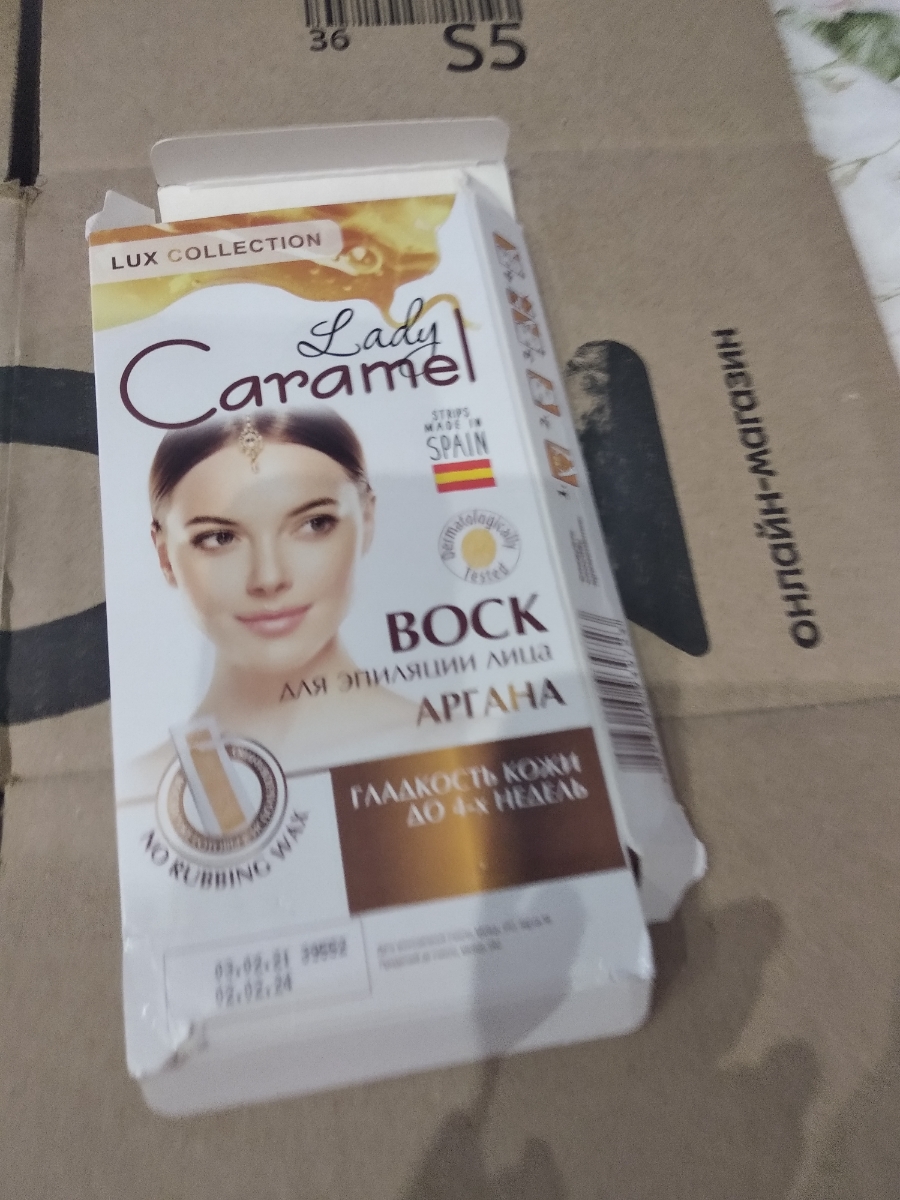 36
S5
LUX COLLECTION
Lady
Caramel
STRIPS
MADE IN
SPAIN
Dermatologically
tested
ВОСК
ДЛЯ ЭПИЛЯЦИИ ЛИЦА
АРГАНА
ГЛАДКОСТЬ КОЖИ
ДО 4-Х НЕДЕЛЬ
NO RUBBING WAX
03.02.21 39552
02.02.24
онлайн-магазин